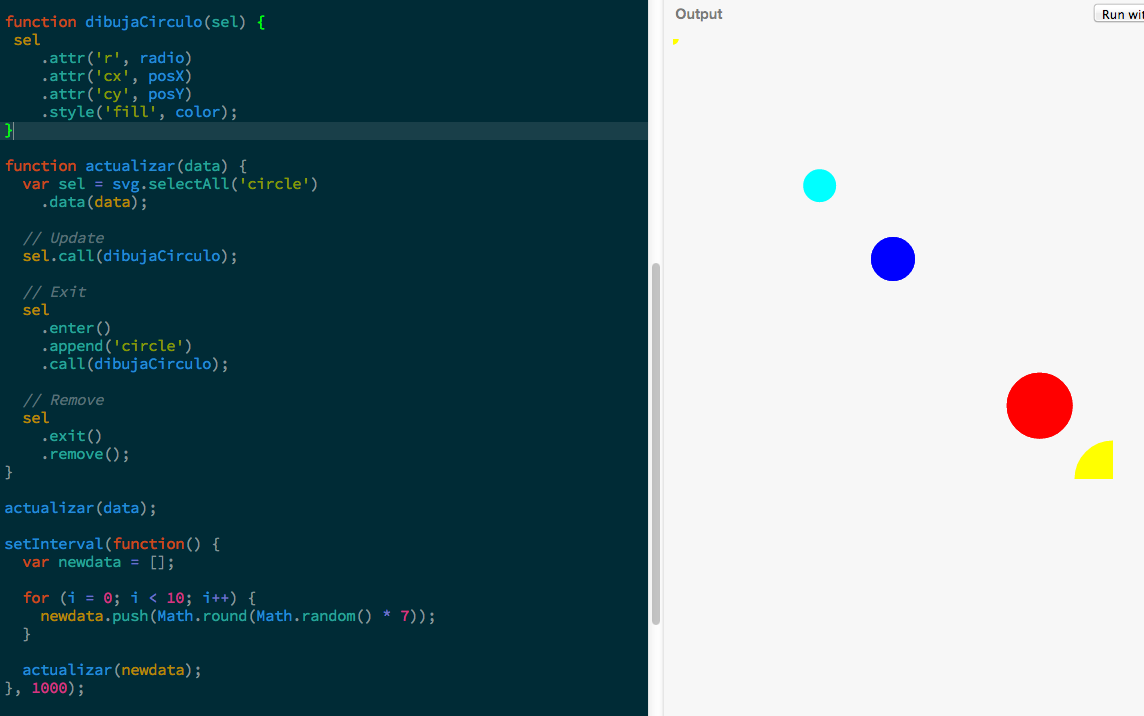 function dibujaCirculo(sel) {
 sel
    .attr('r', radio)
    .attr('cx', posX)
    .attr('cy', posY)
    .style('fill', color);
}
function actualizar(data) {
  var sel = svg.selectAll('circle')
    .data(data);
  // Update
  sel.call(dibujaCirculo);
  // Exit
  sel
    .enter()
    .append('circle')
    .call(dibujaCirculo);
  // Remove
  sel
    .exit()
    .remove();
}
actualizar(data);
setInterval(function() {
  var newdata = [];
  for (i = 0; i < 10; i++) {
    newdata.push(Math.round(Math.random() * 7));
  }
  actualizar(newdata);
}, 1000);
Output
Run wit